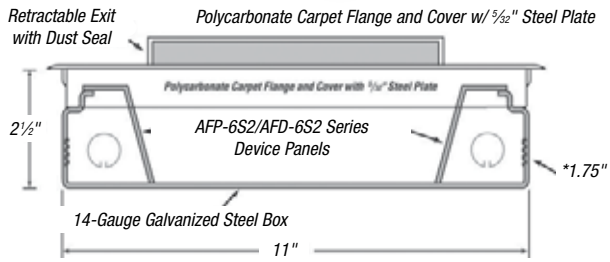 Retractable Exit
with Dust Seal
Polycarbonate Carpet Flange and Cover w/ 5⁄32" Steel Plate
Polycarbonate Carpet Flange and Cover with 5⁄32" Steel Plate
2½"
AFP-6S2/AFD-6S2 Series
Device Panels
*1.75"
14-Gauge Galvanized Steel Box
11"